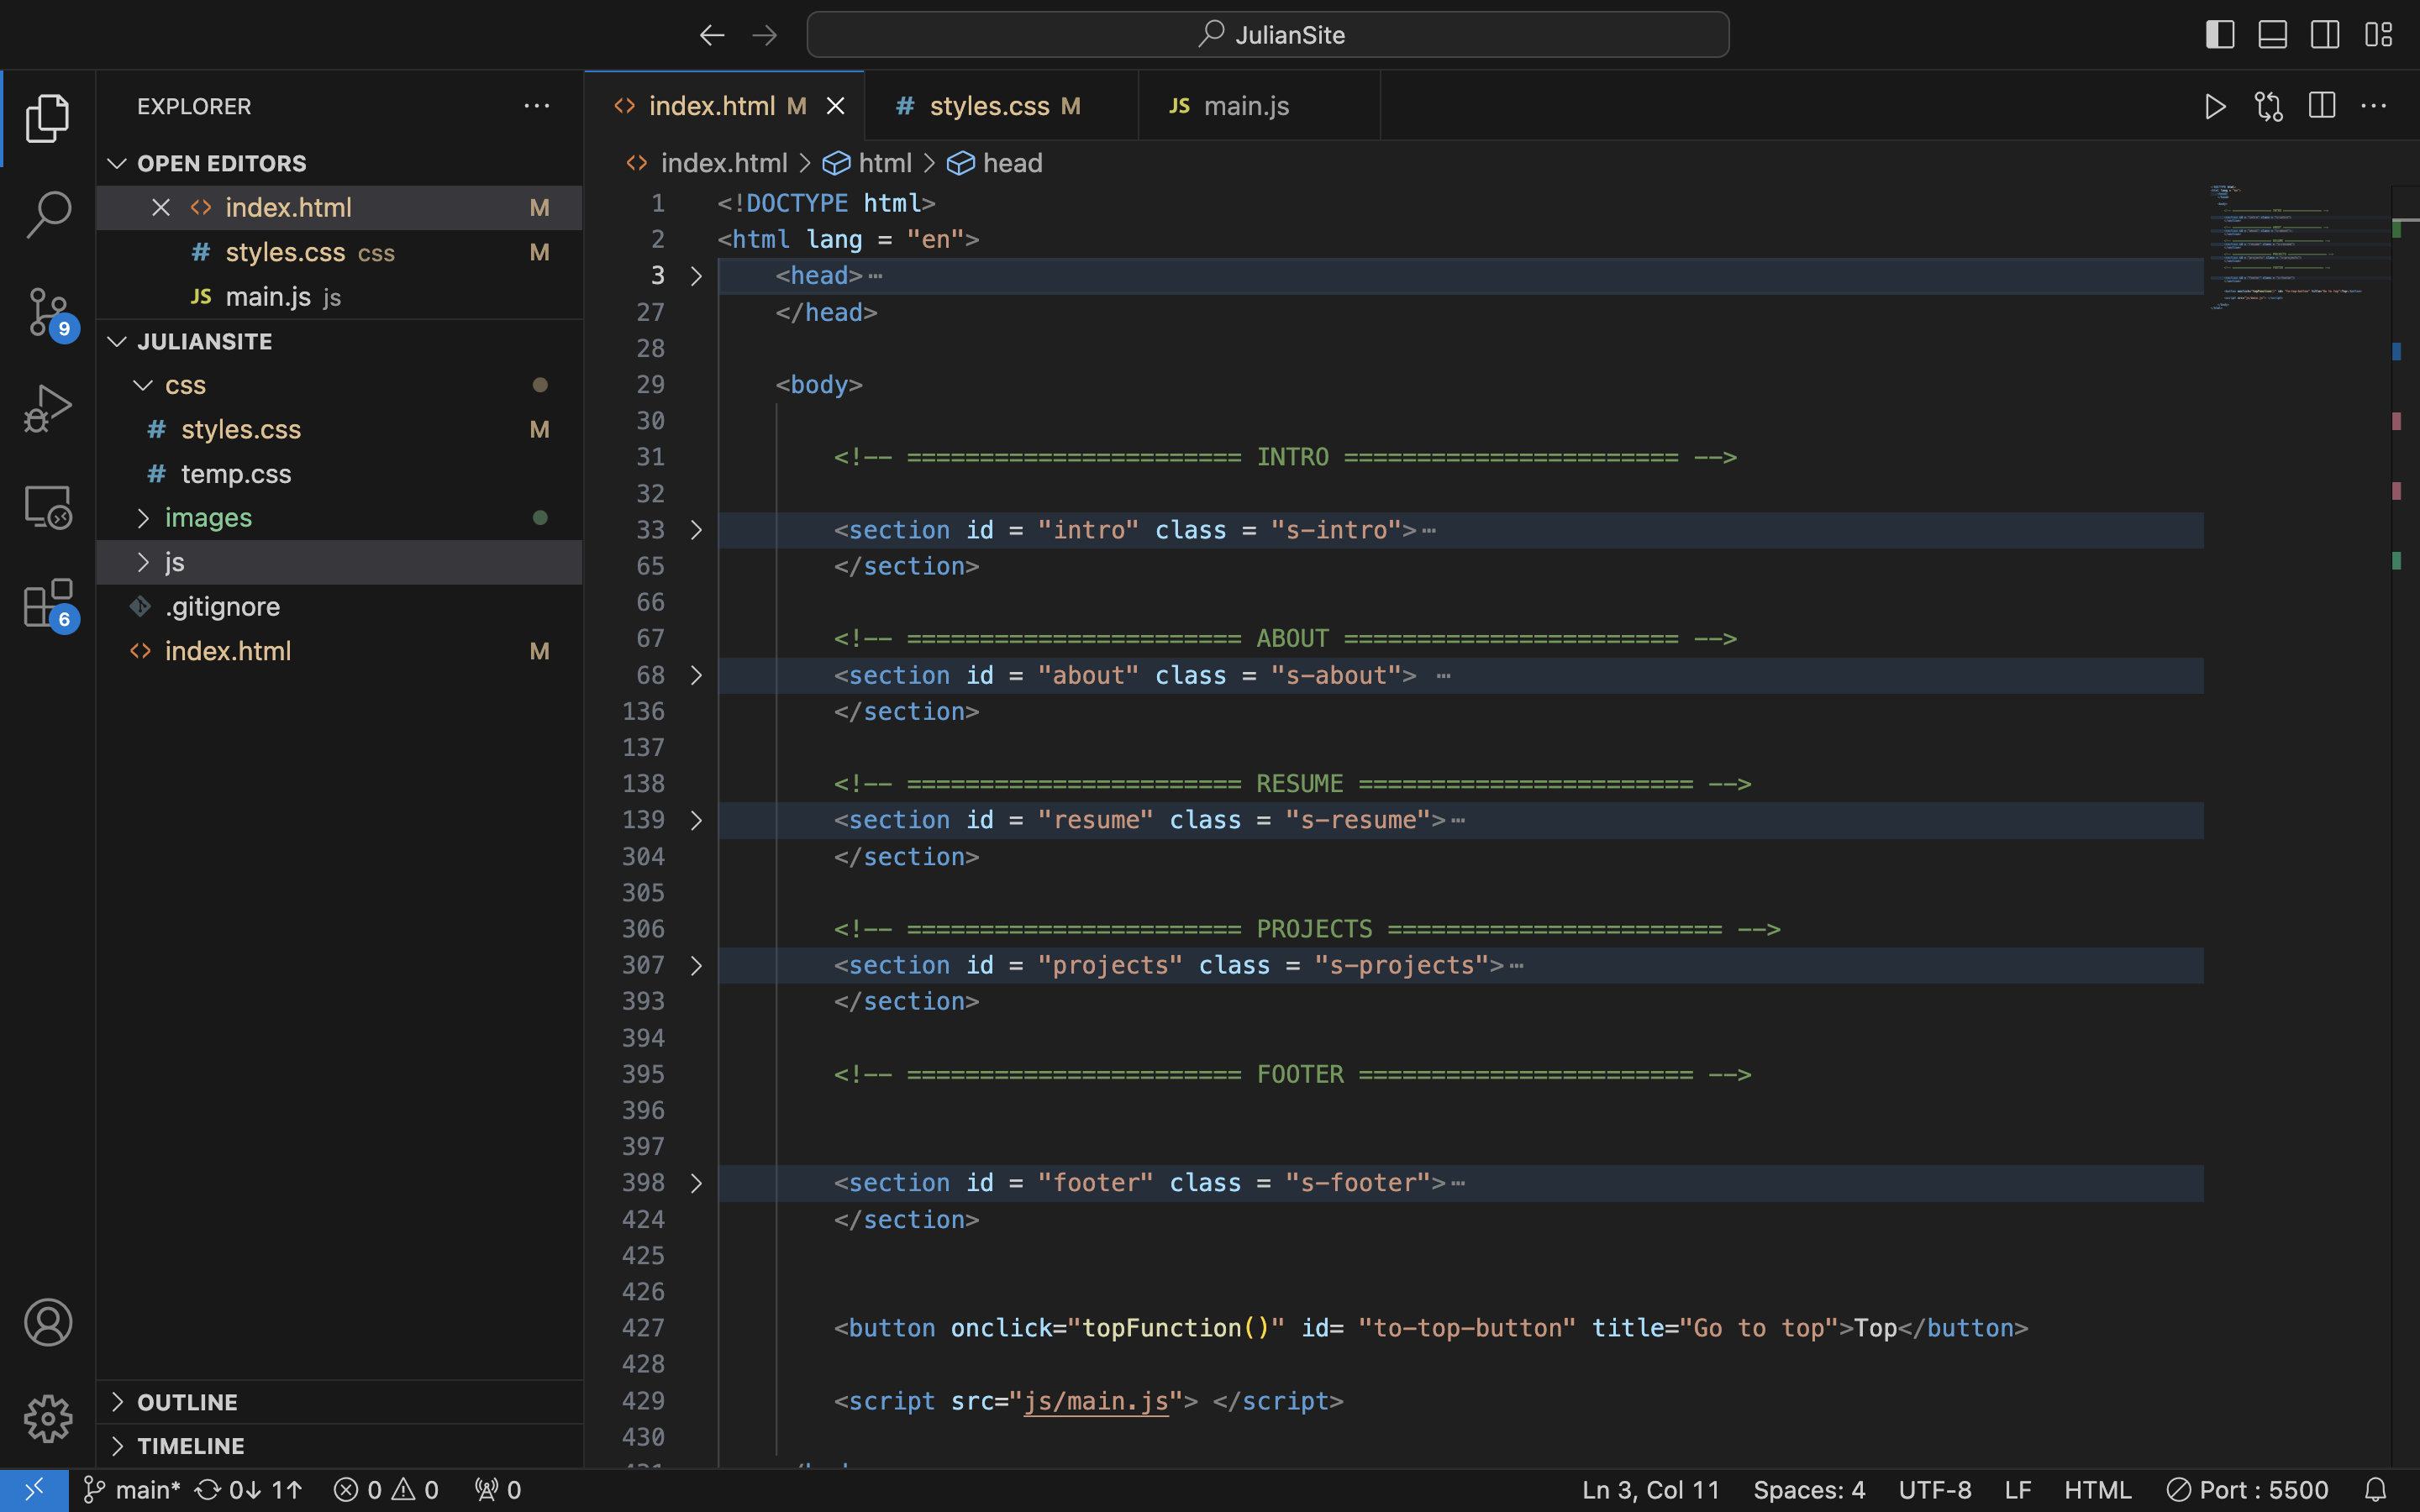 JulianSite
EXPLORER
OPEN EDITORS
index.html M
styles.css css M
JS main.js js
JULIANSITE
css
# styles.css M
# temp.css
images
js
.gitignore
index.html M
OUTLINE
TIMELINE
9
6
index.html M
# styles.css M
JS main.js
index.html > html > head
1 <!DOCTYPE html>
2 <html lang = "en">
3 <head>⋯
27 </head>
28
29 <body>
30
31 <!-- ======================= INTRO ======================= -->
32
33 <section id = "intro" class = "s-intro">⋯
65 </section>
66
67 <!-- ======================= ABOUT ======================= -->
68 <section id = "about" class = "s-about"> ⋯
136 </section>
137
138 <!-- ======================= RESUME ======================= -->
139 <section id = "resume" class = "s-resume">⋯
304 </section>
305
306 <!-- ======================= PROJECTS ======================= -->
307 <section id = "projects" class = "s-projects">⋯
393 </section>
394
395 <!-- ======================= FOOTER ======================= -->
396
397
398 <section id = "footer" class = "s-footer">⋯
424 </section>
425
426
427 <button onclick="topFunction()" id= "to-top-button" title="Go to top">Top</button>
428
429 <script src="js/main.js"> </script>
430
main* 0↓ 1↑ 0 0 0 Ln 3, Col 11 Spaces: 4 UTF-8 LF HTML Port : 5500